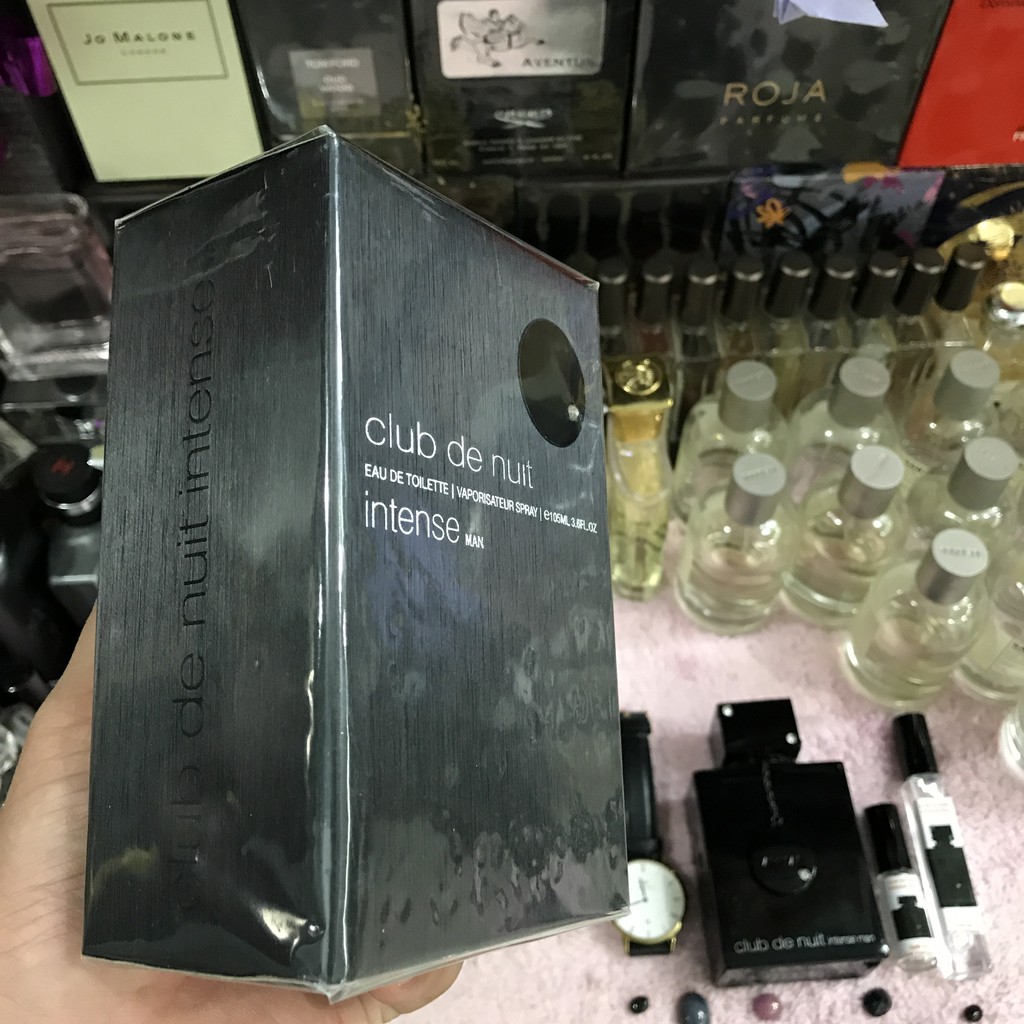 JO MALONE
LONDON
TOM FORD
AVENTUS
ROJA
PARFUMS
club de nuit intense
club de nuit
EAU DE TOILETTE | VAPORISATEUR SPRAY | e105ML 3.6FL.OZ
intense MAN
club de nuit intense man